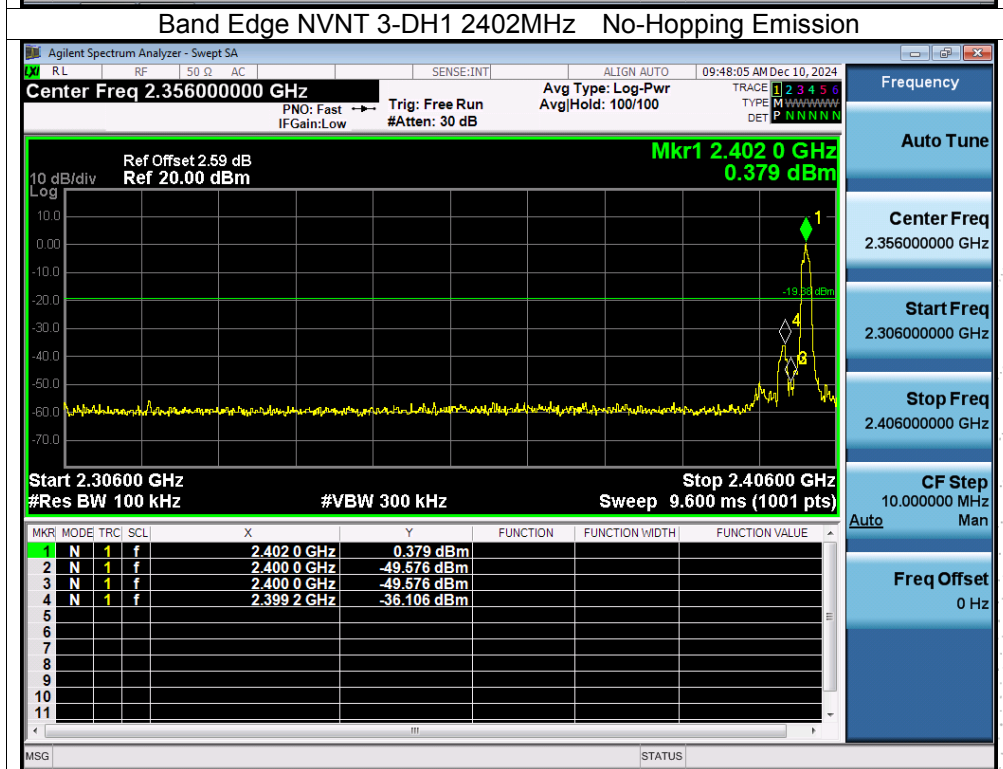 Band Edge NVNT 3-DH1 2402MHz No-Hopping Emission
Agilent Spectrum Analyzer - Swept SA
LXI RL RF 50 Ω AC SENSE:INT ALIGN AUTO 09:48:05 AM Dec 10, 2024
Center Freq 2.356000000 GHz
PNO: Fast
IFGain:Low
Trig: Free Run
#Atten: 30 dB
Avg Type: Log-Pwr
Avg|Hold: 100/100
TRACE 1 2 3 4 5 6
TYPE M WWWWW
DET P N N N N N
Frequency
Auto Tune
Center Freq
2.356000000 GHz
Start Freq
2.306000000 GHz
Stop Freq
2.406000000 GHz
CF Step
10.000000 MHz
Auto Man
Freq Offset
0 Hz
Mkr1 2.402 0 GHz
0.379 dBm
Ref Offset 2.59 dB
10 dB/div Ref 20.00 dBm
Log
10.0
0.00
-10.0
-20.0
-30.0
-40.0
-50.0
-60.0
-70.0
1
-19.38 dBm
4
Start 2.30600 GHz Stop 2.40600 GHz
#Res BW 100 kHz #VBW 300 kHz Sweep 9.600 ms (1001 pts)
MKR MODE TRC SCL X Y FUNCTION FUNCTION WIDTH FUNCTION VALUE
1 N 1 f 2.402 0 GHz 0.379 dBm
2 N 1 f 2.400 0 GHz -49.576 dBm
3 N 1 f 2.400 0 GHz -49.576 dBm
4 N 1 f 2.399 2 GHz -36.106 dBm
5
6
7
8
9
10
11
MSG STATUS